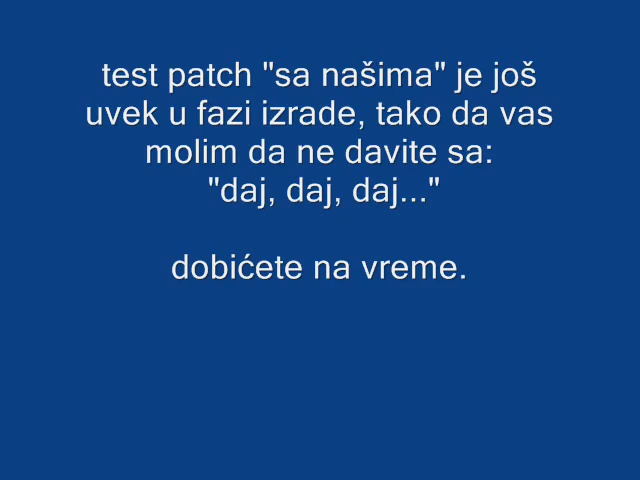 test patch "sa našima" je još
uvek u fazi izrade, tako da vas
molim da ne davite sa:
"daj, daj, daj..."
dobićete na vreme.